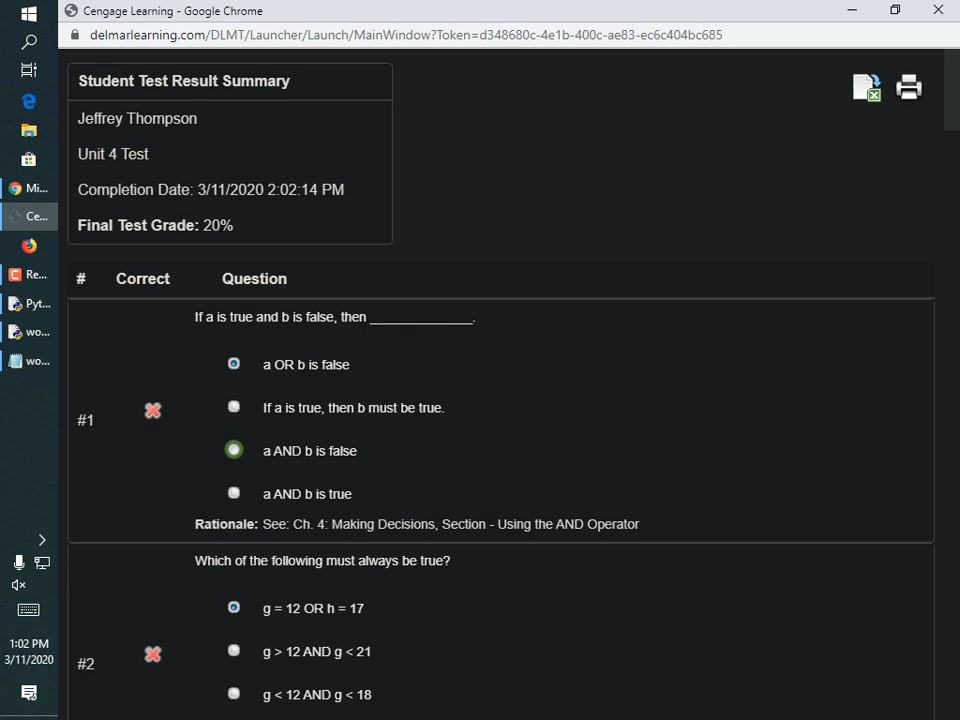 Cengage Learning - Google Chrome
delmarlearning.com/DLMT/Launcher/Launch/MainWindow?Token=d348680c-4e1b-400c-ae83-ec6c404bc685
Student Test Result Summary
Jeffrey Thompson
Unit 4 Test
Completion Date: 3/11/2020 2:02:14 PM
Final Test Grade: 20%
# Correct Question
If a is true and b is false, then ______________.
a OR b is false
If a is true, then b must be true.
#1
a AND b is false
a AND b is true
Rationale: See: Ch. 4: Making Decisions, Section - Using the AND Operator
Which of the following must always be true?
g = 12 OR h = 17
g > 12 AND g < 21
#2
g < 12 AND g < 18
Mi...
Ce...
Re...
Pyt...
wo...
wo...
1:02 PM
3/11/2020